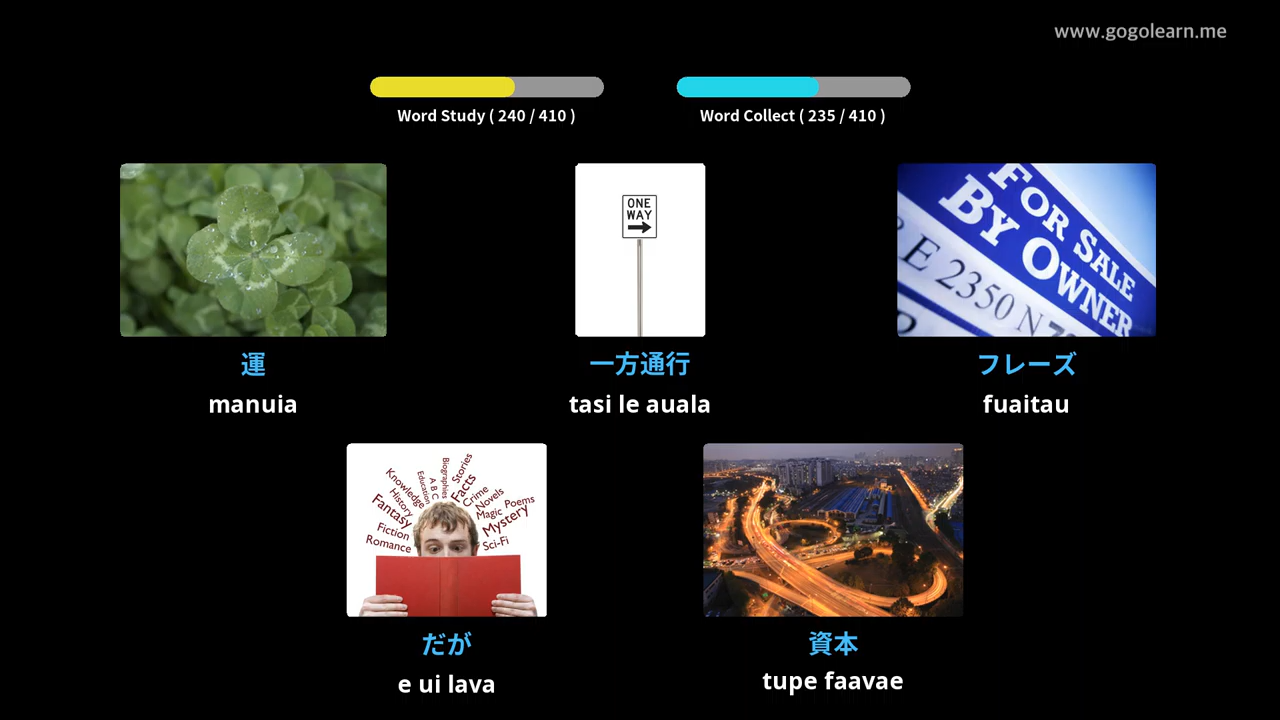 www.gogolearn.me
Word Study ( 240 / 410 )
Word Collect ( 235 / 410 )
ONE
WAY
FOR SALE
BY OWNER
E 2350 N
運
一方通行
フレーズ
manuia
tasi le auala
fuaitau
Knowledge
History
Fantasy
Fiction
Romance
Education
A B C
Biographies
Stories
Facts
Crime
Novels
Magic
Poems
Mystery
Sci-Fi
だが
資本
e ui lava
tupe faavae